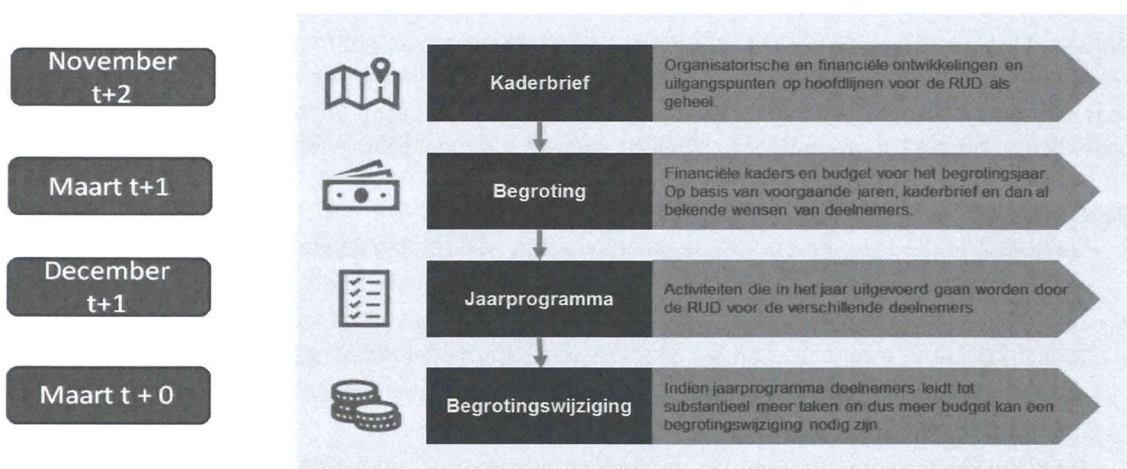 November
t+2
Kaderbrief
Organisatorische en financiële ontwikkelingen en
uitgangspunten op hoofdlijnen voor de RUD als
geheel.
Maart t+1
Begroting
Financiële kaders en budget voor het begrotingsjaar.
Op basis van voorgaande jaren, kaderbrief en dan al
bekende wensen van deelnemers.
December
t+1
Jaarprogramma
Activiteiten die in het jaar uitgevoerd gaan worden door
de RUD voor de verschillende deelnemers
Maart t + 0
Begrotingswijziging
Indien jaarprogramma deelnemers leidt tot
substantieel meer taken en dus meer budget kan een
begrotingswijziging nodig zijn.